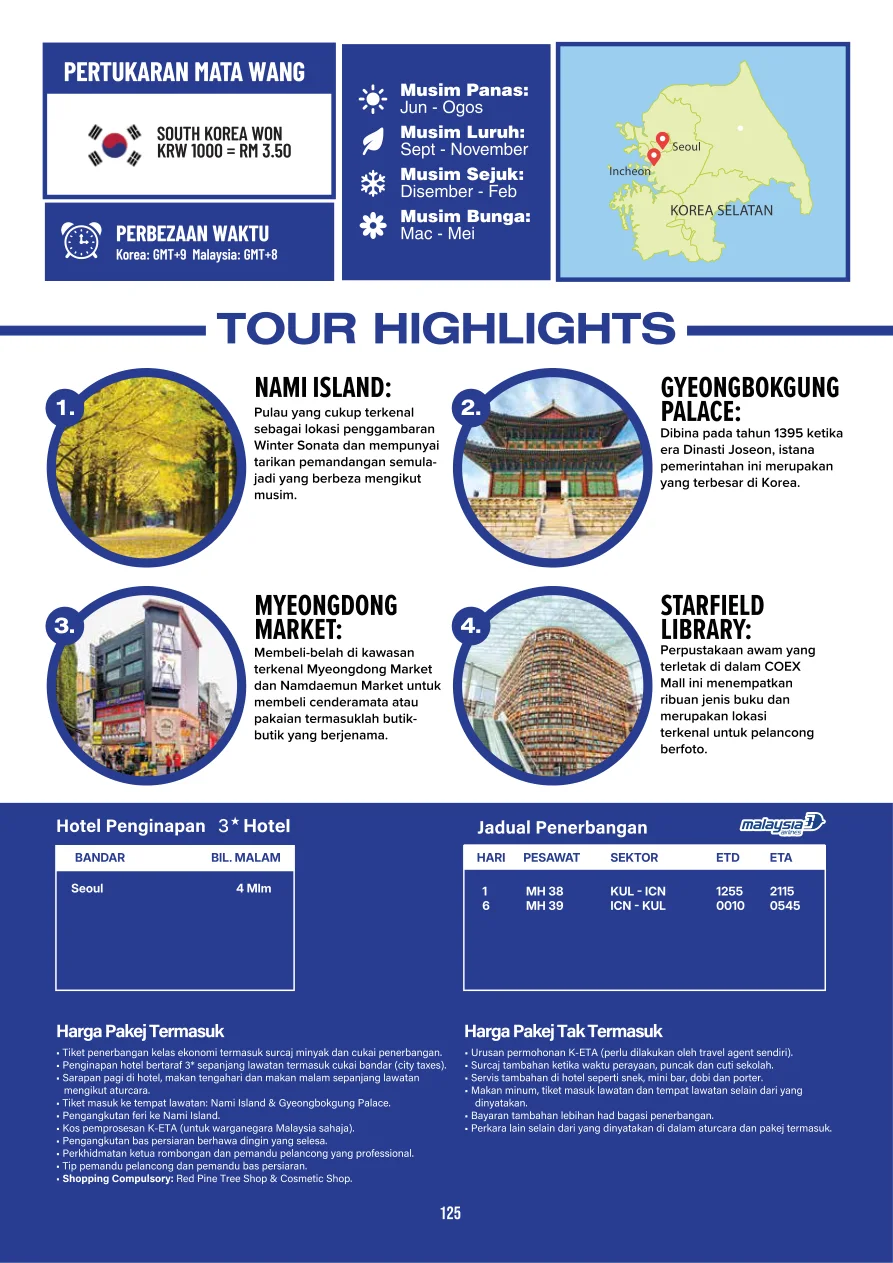 PERTUKARAN MATA WANG
SOUTH KOREA WON
KRW 1000 = RM 3.50
PERBEZAAN WAKTU
Korea: GMT+9 Malaysia: GMT+8
Musim Panas:
Jun - Ogos
Musim Luruh:
Sept - November
Musim Sejuk:
Disember - Feb
Musim Bunga:
Mac - Mei
Seoul
Incheon
KOREA SELATAN
TOUR HIGHLIGHTS
1.
NAMI ISLAND:
Pulau yang cukup terkenal
sebagai lokasi penggambaran
Winter Sonata dan mempunyai
tarikan pemandangan semula-
jadi yang berbeza mengikut
musim.
2.
GYEONGBOKGUNG
PALACE:
Dibina pada tahun 1395 ketika
era Dinasti Joseon, istana
pemerintahan ini merupakan
yang terbesar di Korea.
3.
MYEONGDONG
MARKET:
Membeli-belah di kawasan
terkenal Myeongdong Market
dan Namdaemun Market untuk
membeli cenderamata atau
pakaian termasuklah butik-
butik yang berjenama.
4.
STARFIELD
LIBRARY:
Perpustakaan awam yang
terletak di dalam COEX
Mall ini menempatkan
ribuan jenis buku dan
merupakan lokasi
terkenal untuk pelancong
berfoto.
Hotel Penginapan 3★ Hotel
BANDAR BIL. MALAM
Seoul 4 Mlm
Jadual Penerbangan
malaysia airlines
HARI PESAWAT SEKTOR ETD ETA
1 MH 38 KUL - ICN 1255 2115
6 MH 39 ICN - KUL 0010 0545
Harga Pakej Termasuk
• Tiket penerbangan kelas ekonomi termasuk surcaj minyak dan cukai penerbangan.
• Penginapan hotel bertaraf 3* sepanjang lawatan termasuk cukai bandar (city taxes).
• Sarapan pagi di hotel, makan tengahari dan makan malam sepanjang lawatan
mengikut aturcara.
• Tiket masuk ke tempat lawatan: Nami Island & Gyeongbokgung Palace.
• Pengangkutan feri ke Nami Island.
• Kos pemprosesan K-ETA (untuk warganegara Malaysia sahaja).
• Pengangkutan bas persiaran berhawa dingin yang selesa.
• Perkhidmatan ketua rombongan dan pemandu pelancong yang professional.
• Tip pemandu pelancong dan pemandu bas persiaran.
• Shopping Compulsory: Red Pine Tree Shop & Cosmetic Shop.
Harga Pakej Tak Termasuk
• Urusan permohonan K-ETA (perlu dilakukan oleh travel agent sendiri).
• Surcaj tambahan ketika waktu perayaan, puncak dan cuti sekolah.
• Servis tambahan di hotel seperti snek, mini bar, dobi dan porter.
• Makan minum, tiket masuk lawatan dan tempat lawatan selain dari yang
dinyatakan.
• Bayaran tambahan lebihan had bagasi penerbangan.
• Perkara lain selain dari yang dinyatakan di dalam aturcara dan pakej termasuk.
125